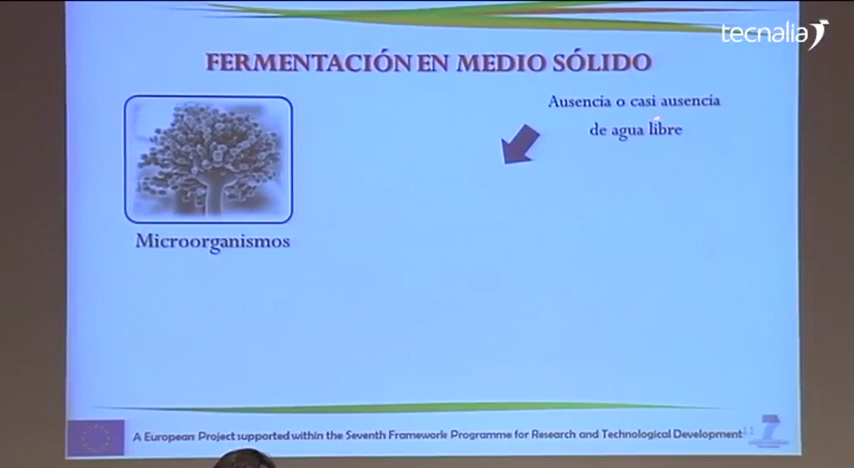 tecnalia
FERMENTACIÓN EN MEDIO SÓLIDO
Ausencia o casi ausencia
de agua libre
Microorganismos
A European Project supported within the Seventh Framework Programme for Research and Technological Development
11